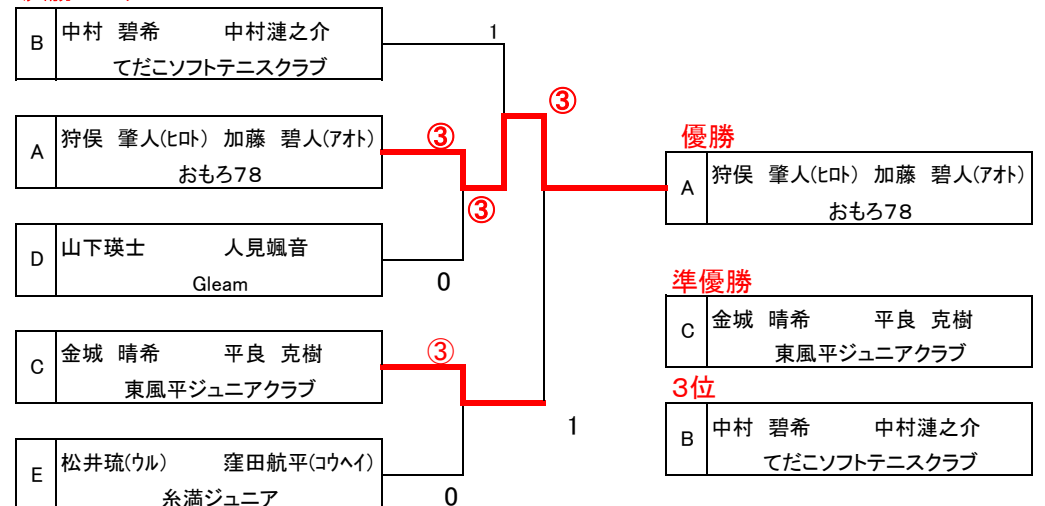 B 中村 碧希 中村漣之介
てだこソフトテニスクラブ
1
A 狩俣 肇人(ヒロト) 加藤 碧人(アオト)
おもろ78
③
③
③
D 山下瑛士 人見颯音
Gleam
0
C 金城 晴希 平良 克樹
東風平ジュニアクラブ
③
1
E 松井琉(ウル) 窪田航平(コウヘイ)
糸満ジュニア
0
優勝
A 狩俣 肇人(ヒロト) 加藤 碧人(アオト)
おもろ78
準優勝
C 金城 晴希 平良 克樹
東風平ジュニアクラブ
3位
B 中村 碧希 中村漣之介
てだこソフトテニスクラブ